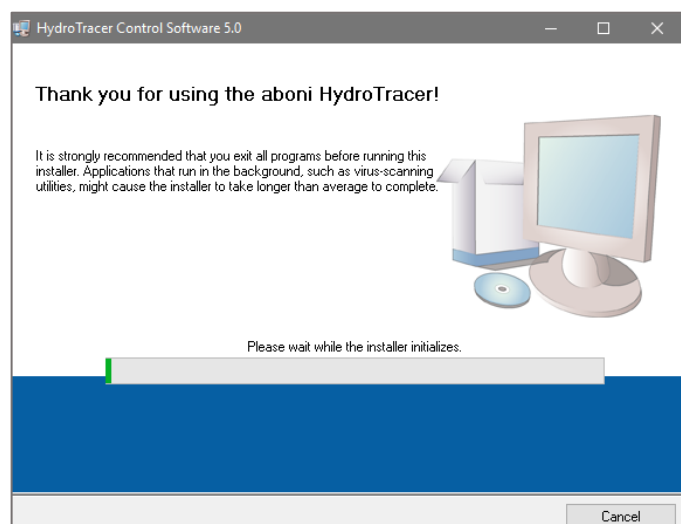 HydroTracer Control Software 5.0
Thank you for using the aboni HydroTracer!
It is strongly recommended that you exit all programs before running this
installer. Applications that run in the background, such as virus-scanning
utilities, might cause the installer to take longer than average to complete.
Please wait while the installer initializes.
Cancel